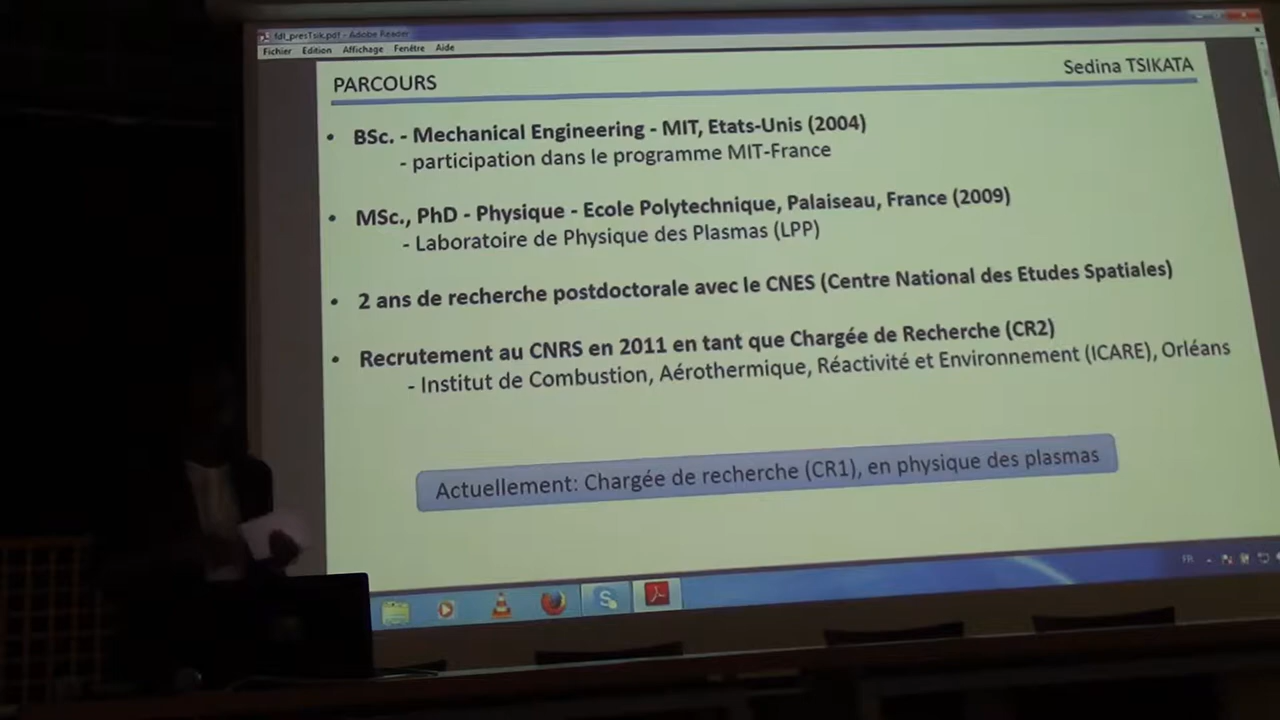 fdl_presTsik.pdf - Adobe Reader
Fichier Edition Affichage Fenêtre Aide
PARCOURS
Sedina TSIKATA
• BSc. - Mechanical Engineering - MIT, Etats-Unis (2004)
- participation dans le programme MIT-France
• MSc., PhD - Physique - Ecole Polytechnique, Palaiseau, France (2009)
- Laboratoire de Physique des Plasmas (LPP)
• 2 ans de recherche postdoctorale avec le CNES (Centre National des Etudes Spatiales)
• Recrutement au CNRS en 2011 en tant que Chargée de Recherche (CR2)
- Institut de Combustion, Aérothermique, Réactivité et Environnement (ICARE), Orléans
Actuellement: Chargée de recherche (CR1), en physique des plasmas
FR